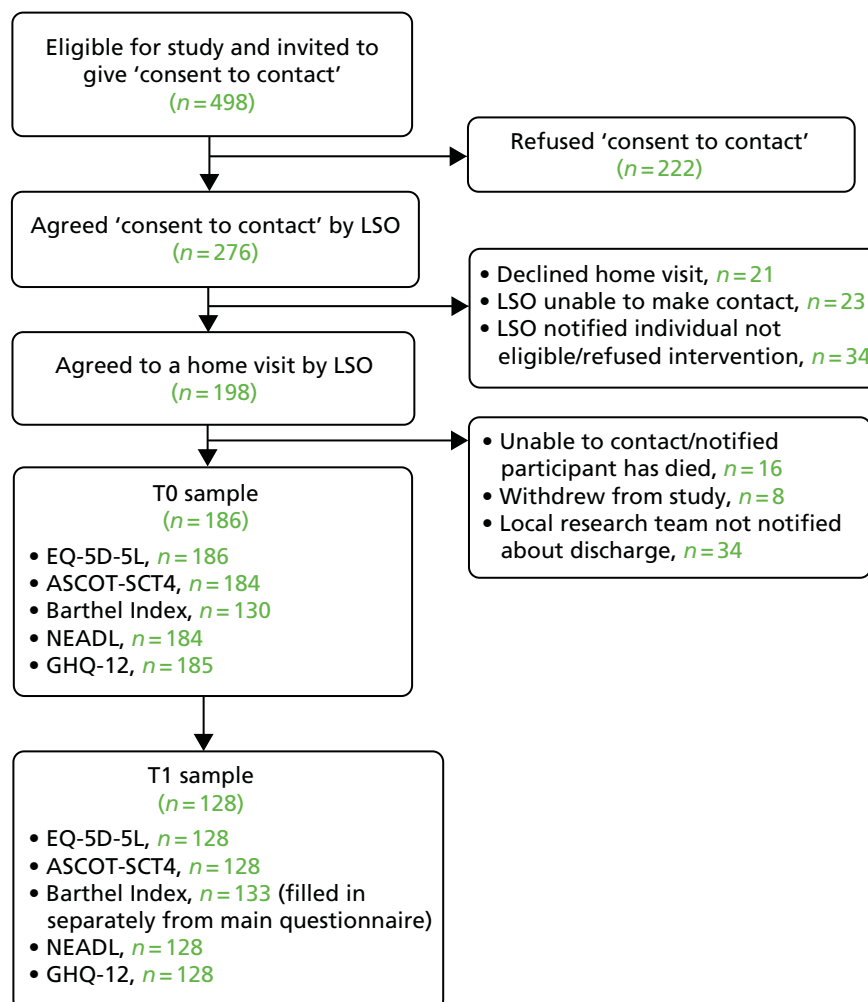 Eligible for study and invited to
give ‘consent to contact’
(n=498)
Refused ‘consent to contact’
(n=222)
Agreed ‘consent to contact’ by LSO
(n=276)
• Declined home visit, n=21
• LSO unable to make contact, n=23
• LSO notified individual not
eligible/refused intervention, n=34
Agreed to a home visit by LSO
(n=198)
• Unable to contact/notified
participant has died, n=16
• Withdrew from study, n=8
• Local research team not notified
about discharge, n=34
T0 sample
(n=186)
• EQ-5D-5L, n=186
• ASCOT-SCT4, n=184
• Barthel Index, n=130
• NEADL, n=184
• GHQ-12, n=185
T1 sample
(n=128)
• EQ-5D-5L, n=128
• ASCOT-SCT4, n=128
• Barthel Index, n=133 (filled in
separately from main questionnaire)
• NEADL, n=128
• GHQ-12, n=128